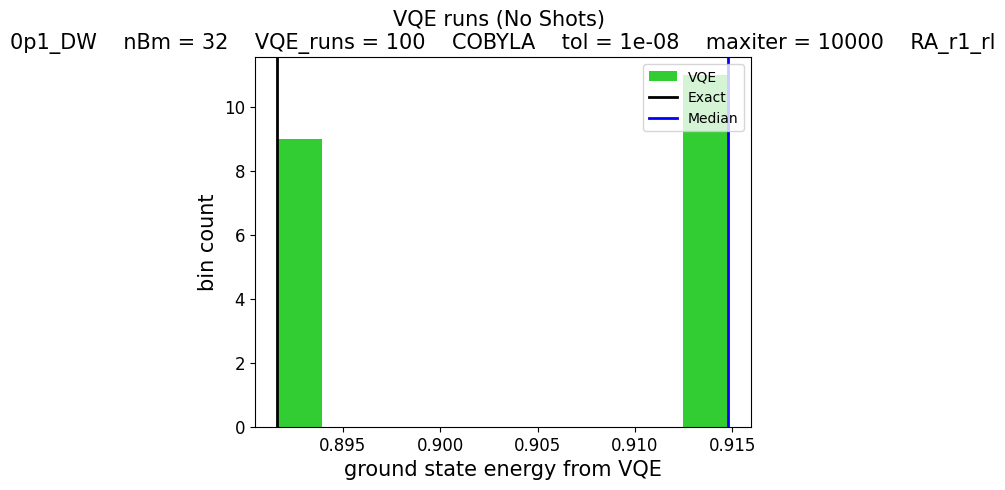 VQE runs (No Shots)
0p1_DW    nBm = 32    VQE_runs = 100    COBYLA    tol = 1e-08    maxiter = 10000    RA_r1_rl
VQE
Exact
Median
10
8
6
4
2
0
bin count
0.895 0.900 0.905 0.910 0.915
ground state energy from VQE